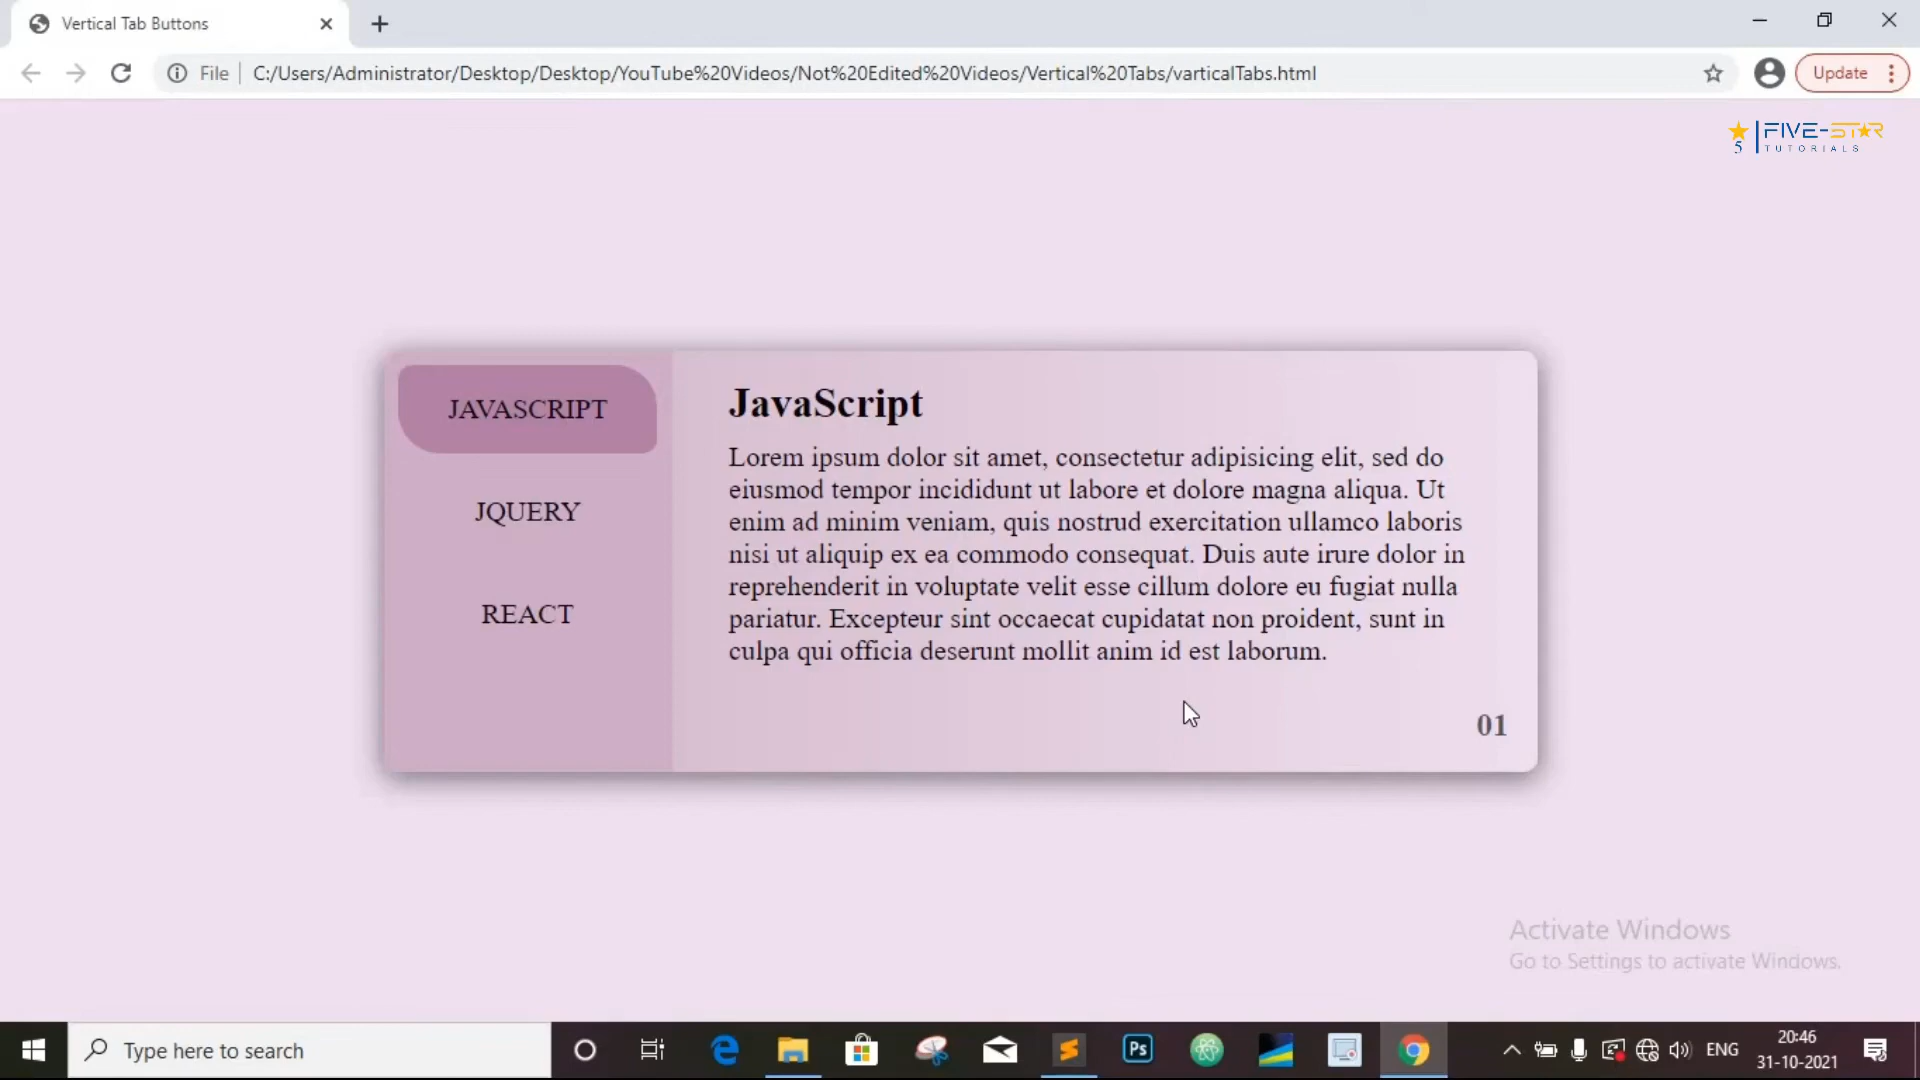 Vertical Tab Buttons
File
C:/Users/Administrator/Desktop/Desktop/YouTube%20Videos/Not%20Edited%20Videos/Vertical%20Tabs/varticalTabs.html
Update
5 FIVE-STAR
TUTORIALS
JAVASCRIPT
JQUERY
REACT
JavaScript
Lorem ipsum dolor sit amet, consectetur adipisicing elit, sed do
eiusmod tempor incididunt ut labore et dolore magna aliqua. Ut
enim ad minim veniam, quis nostrud exercitation ullamco laboris
nisi ut aliquip ex ea commodo consequat. Duis aute irure dolor in
reprehenderit in voluptate velit esse cillum dolore eu fugiat nulla
pariatur. Excepteur sint occaecat cupidatat non proident, sunt in
culpa qui officia deserunt mollit anim id est laborum.
01
Activate Windows
Go to Settings to activate Windows.
Type here to search
Ps
ENG
20:46
31-10-2021